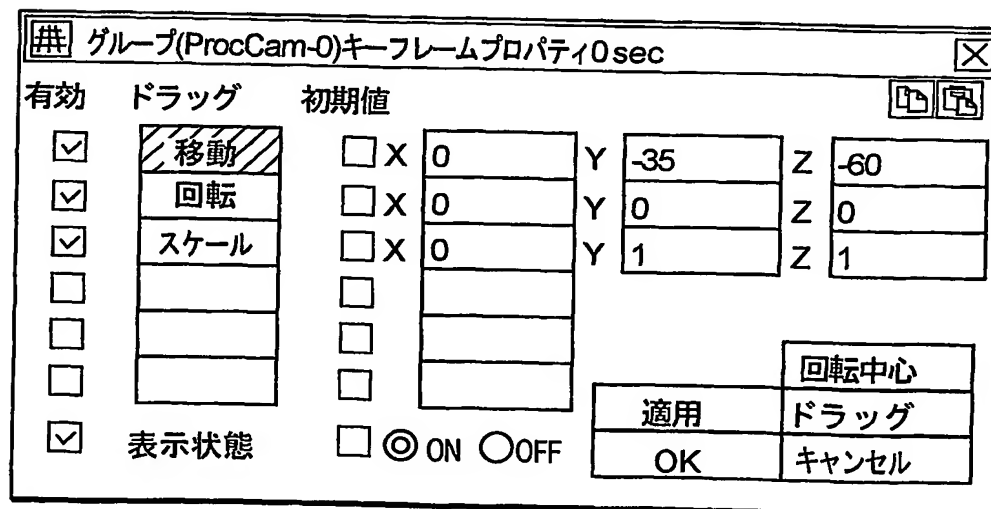 グループ(ProcCam-0)キーフレームプロパティ0sec
有効 ドラッグ 初期値
移動 X 0 Y -35 Z -60
回転 X 0 Y 0 Z 0
スケール X 0 Y 1 Z 1
回転中心
適用 ドラッグ
表示状態 ON OFF OK キャンセル